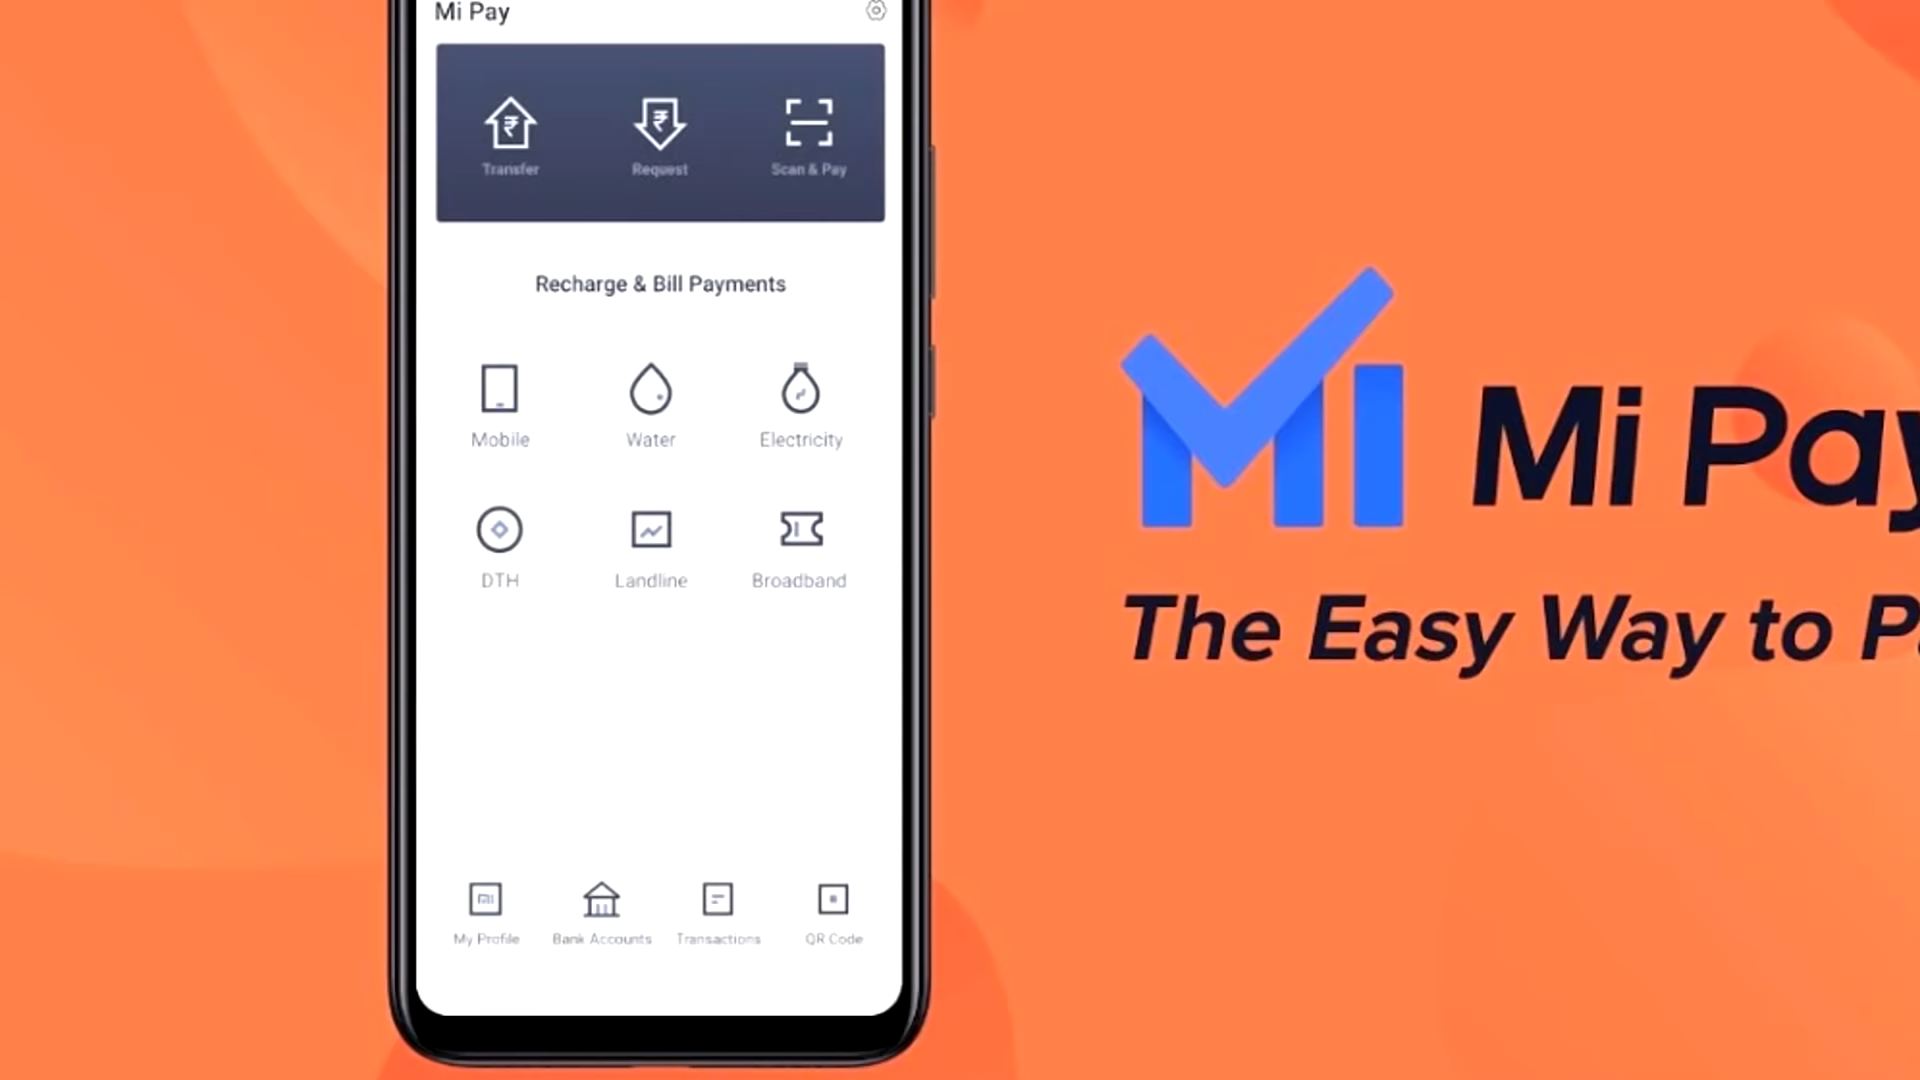 Mi Pay
Transfer Request Scan & Pay
Recharge & Bill Payments
Mobile Water Electricity
DTH Landline Broadband
My Profile Bank Accounts Transactions QR Code
Mi Pay
The Easy Way to